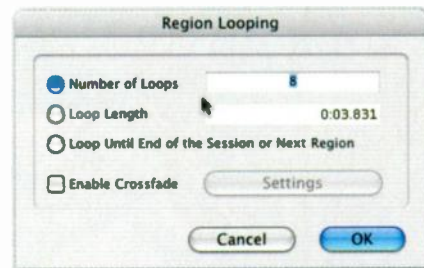 Region Looping
Number of Loops 8
Loop Length 0:03.831
Loop Until End of the Session or Next Region
Enable Crossfade Settings
Cancel OK